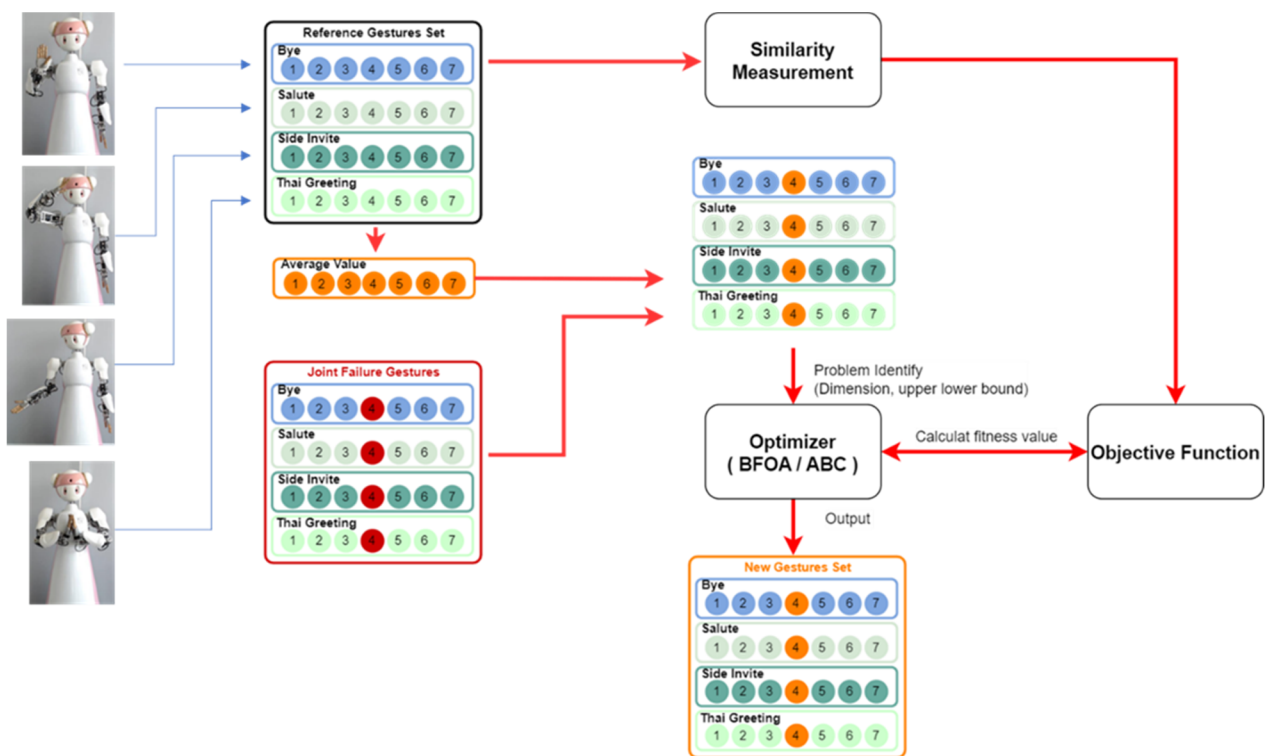 Reference Gestures Set
Bye
1 2 3 4 5 6 7
Salute
1 2 3 4 5 6 7
Side Invite
1 2 3 4 5 6 7
Thai Greeting
1 2 3 4 5 6 7
Average Value
1 2 3 4 5 6 7
Joint Failure Gestures
Bye
1 2 3 4 5 6 7
Salute
1 2 3 4 5 6 7
Side Invite
1 2 3 4 5 6 7
Thai Greeting
1 2 3 4 5 6 7
Similarity
Measurement
Bye
1 2 3 4 5 6 7
Salute
1 2 3 4 5 6 7
Side Invite
1 2 3 4 5 6 7
Thai Greeting
1 2 3 4 5 6 7
Problem Identify
(Dimension, upper lower bound)
Optimizer
( BFOA / ABC )
Calculat fitness value
Objective Function
Output
New Gestures Set
Bye
1 2 3 4 5 6 7
Salute
1 2 3 4 5 6 7
Side Invite
1 2 3 4 5 6 7
Thai Greeting
1 2 3 4 5 6 7